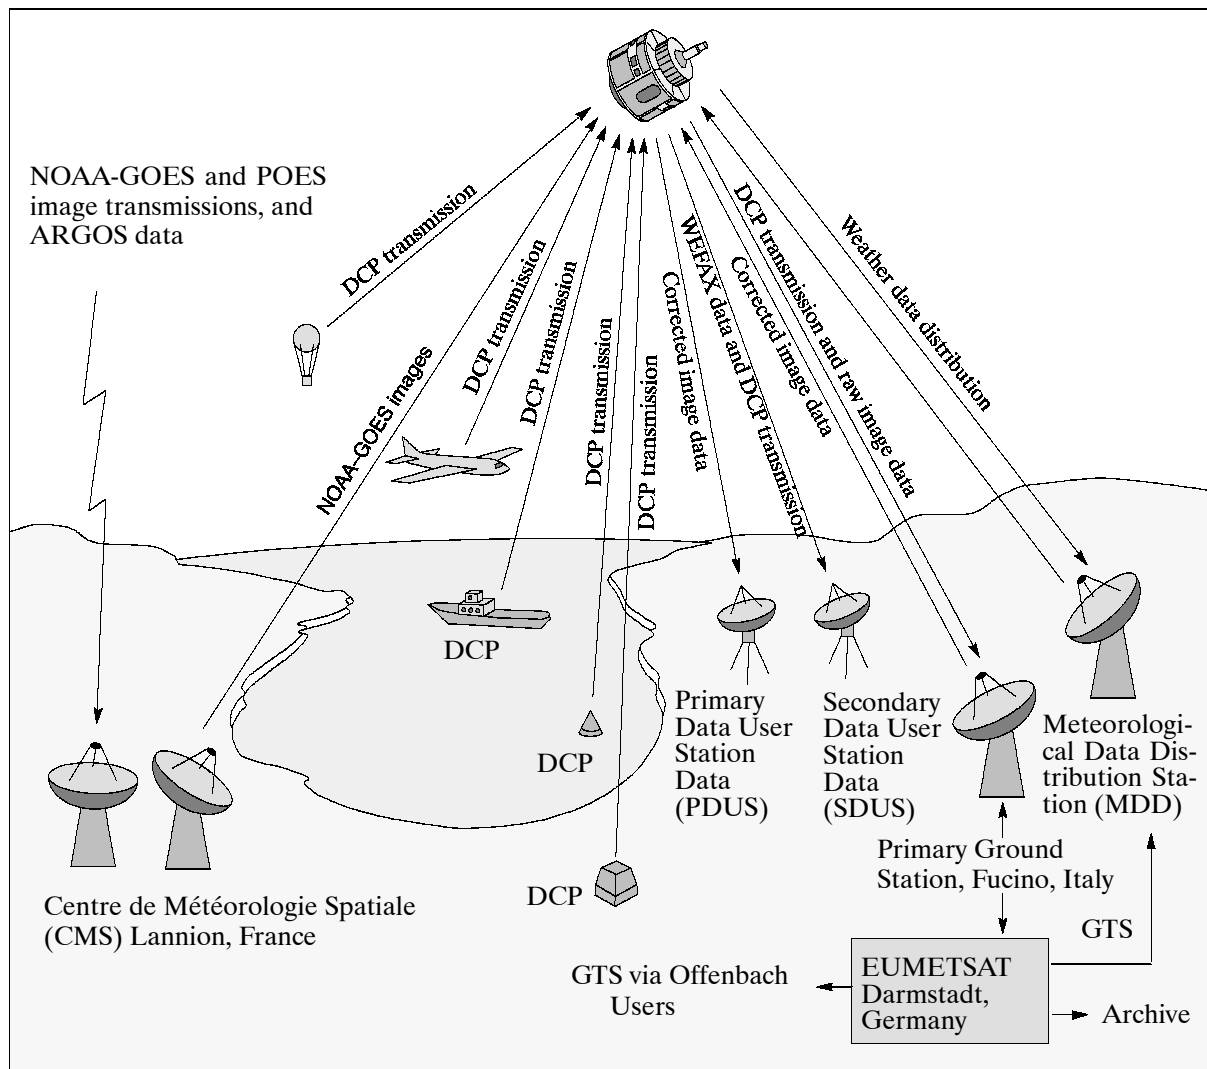 NOAA-GOES and POES
image transmissions, and
ARGOS data
DCP transmission
NOAA-GOES images
DCP transmission
DCP transmission
DCP transmission
DCP transmission
Corrected image data
WEFAX data and DCP transmission
Corrected image data
DCP transmission and raw image data
Weather data distribution
DCP
DCP
DCP
Primary
Data User
Station
Data
(PDUS)
Secondary
Data User
Station
Data
(SDUS)
Meteorologi-
cal Data Dis-
tribution Sta-
tion (MDD)
Primary Ground
Station, Fucino, Italy
Centre de Météorologie Spatiale
(CMS) Lannion, France
GTS
GTS via Offenbach
Users
EUMETSAT
Darmstadt,
Germany
Archive